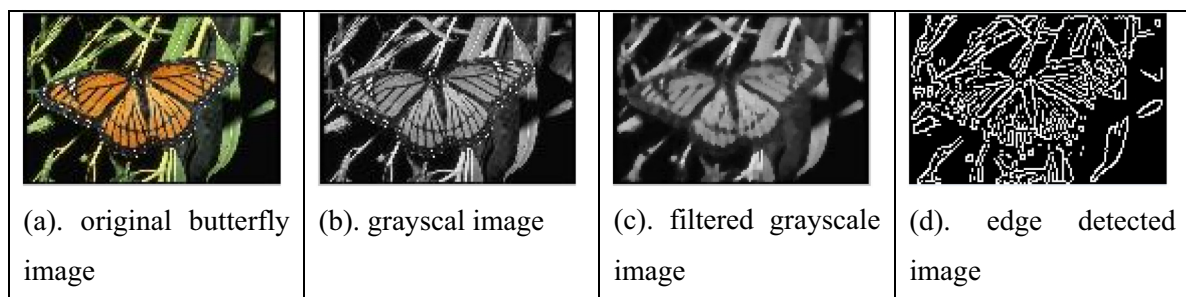 (a). original butterfly
image
(b). grayscal image
(c). filtered grayscale
image
(d). edge detected
image